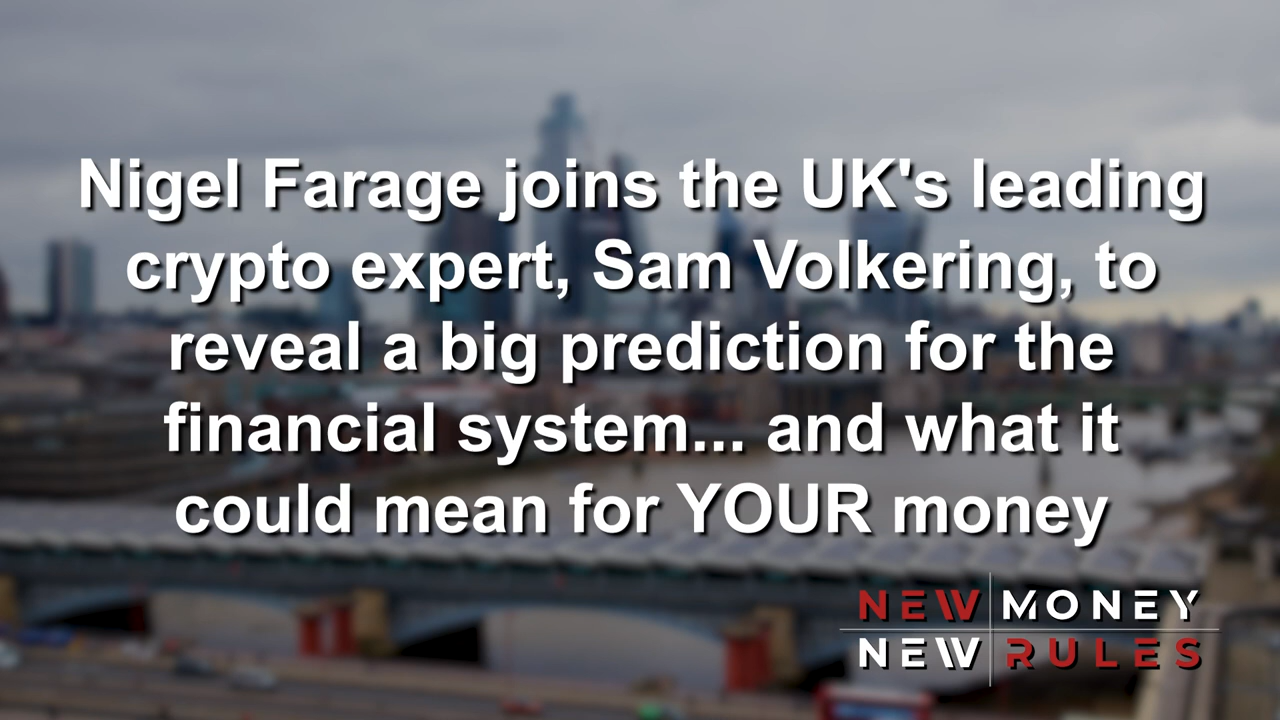 Nigel Farage joins the UK's leading
crypto expert, Sam Volkering, to
reveal a big prediction for the
financial system... and what it
could mean for YOUR money
NEW MONEY
NEW RULES